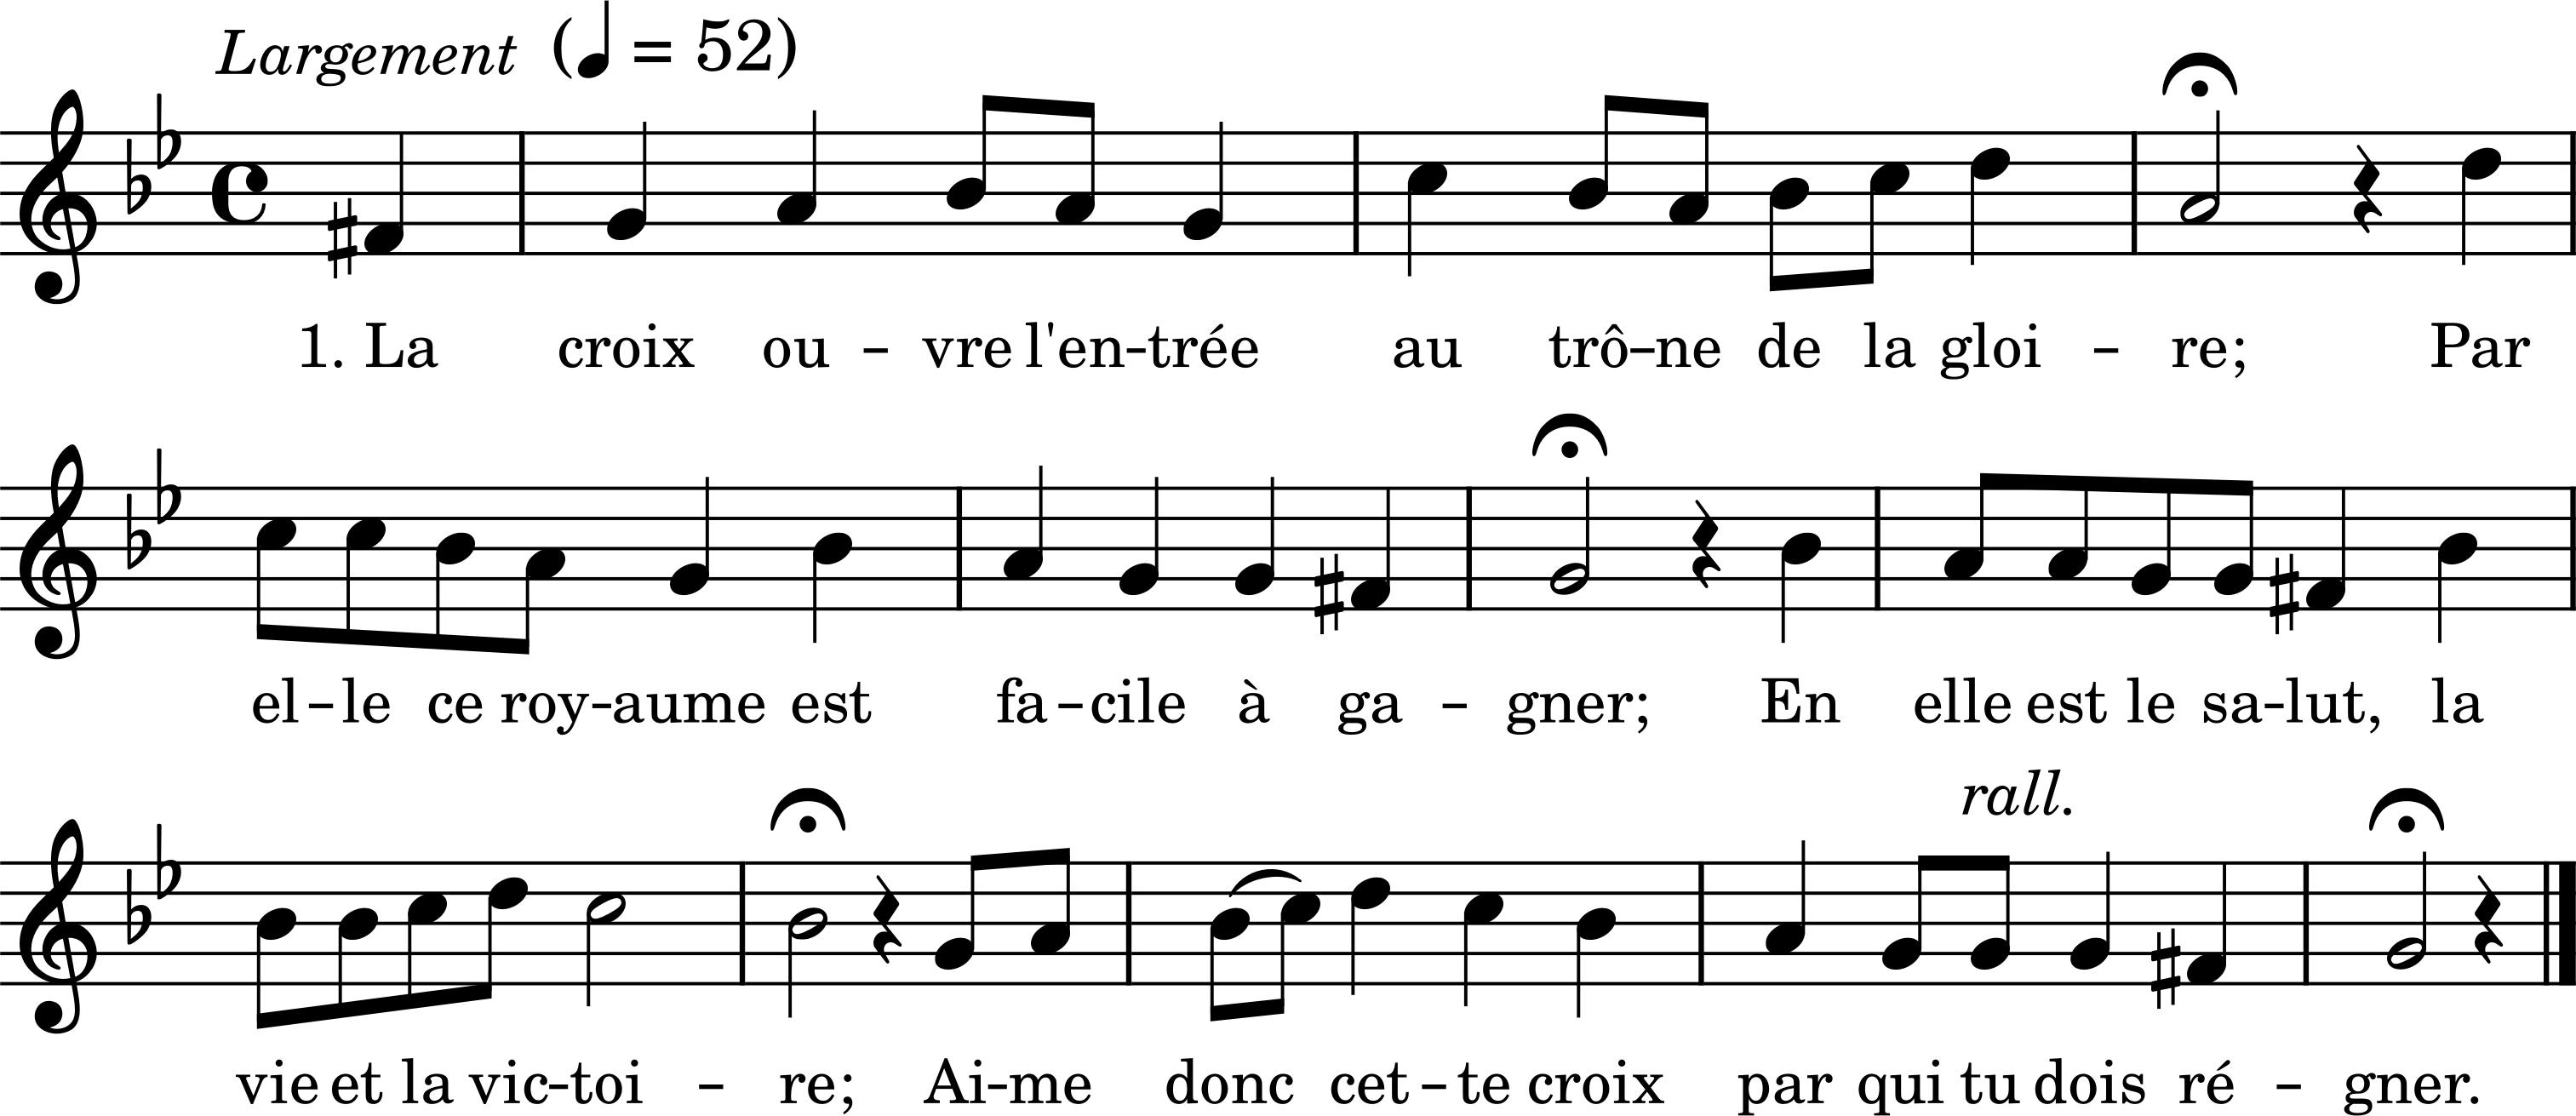 Largement (♩ = 52)
1. La croix ou – vre l'en-trée au trô-ne de la gloi – re; Par
el-le ce roy-aume est fa-cile à ga – gner; En elle est le sa-lut, la
rall.
vie et la vic-toi – re; Ai-me donc cet-te croix par qui tu dois ré – gner.